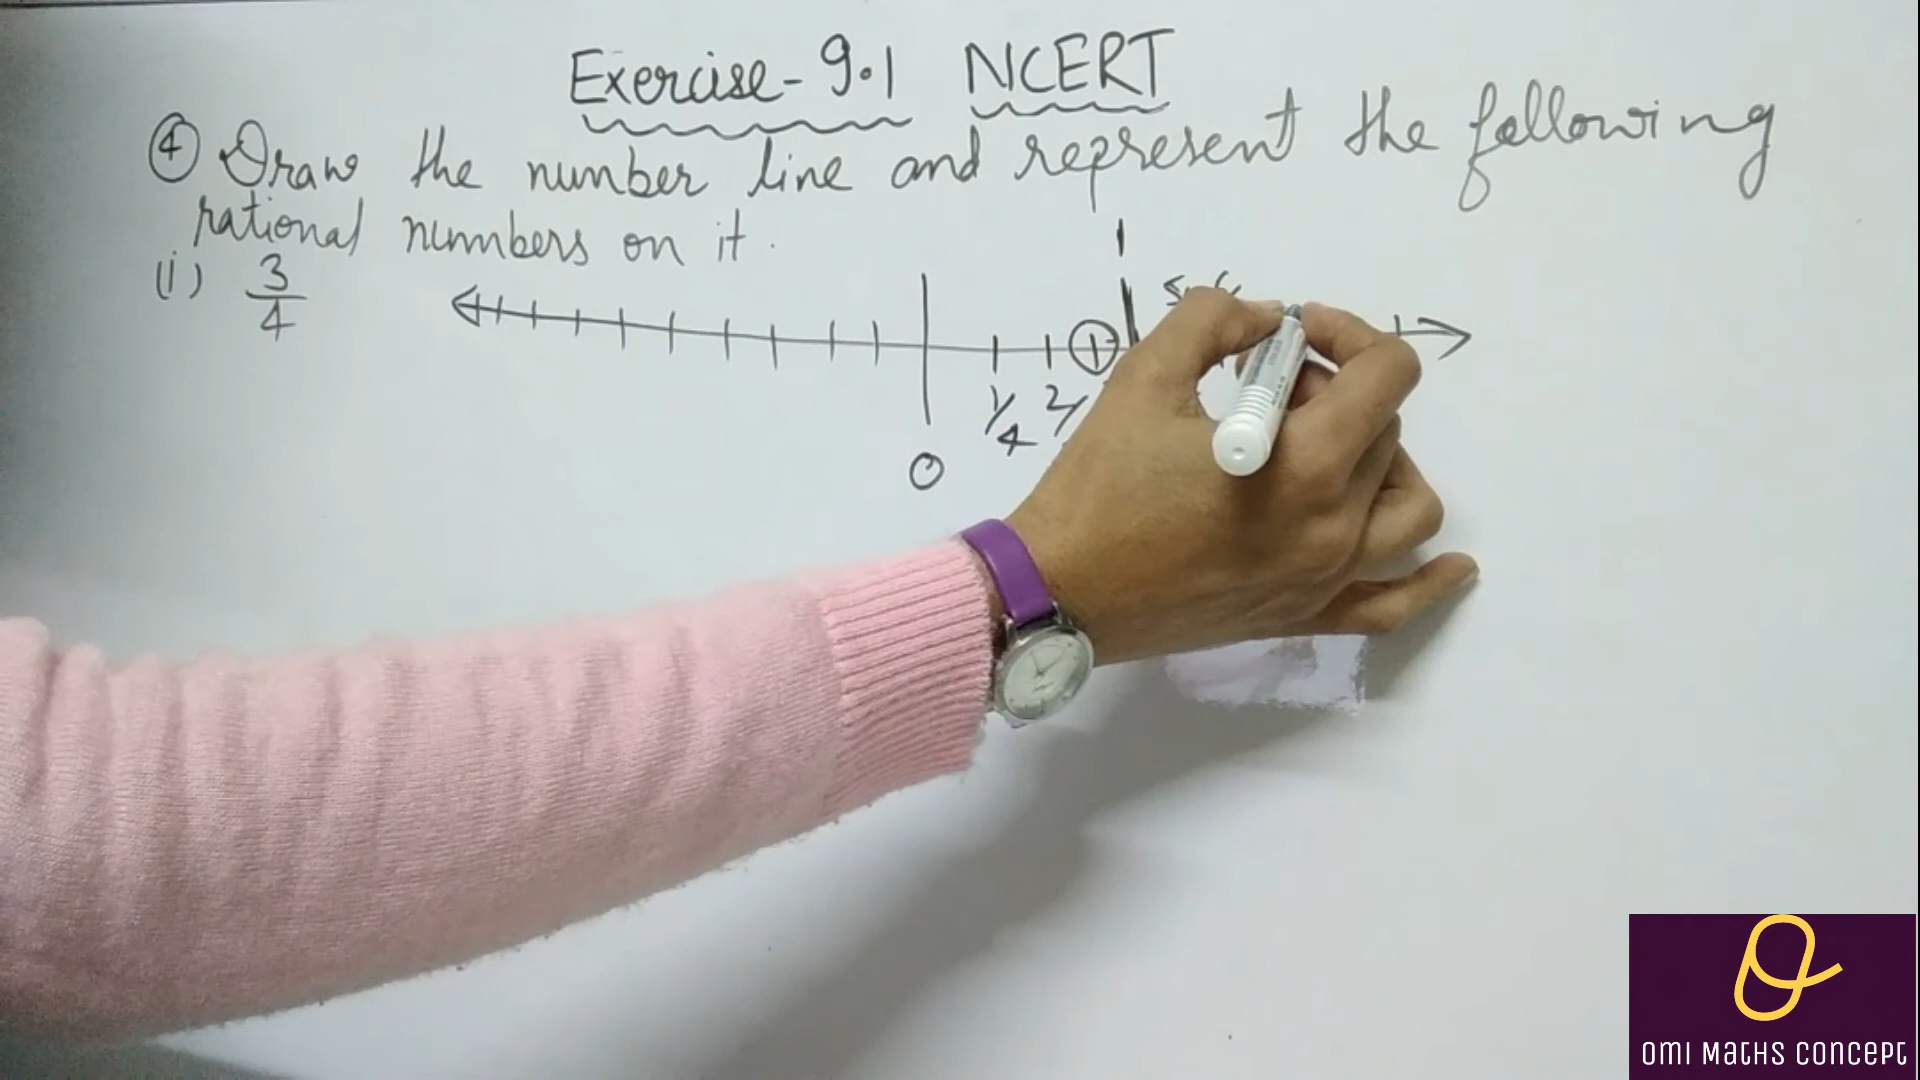 Exercise-9.1 NCERT
④ Draw the number line and represent the following
rational numbers on it.
(i) 3/4
1
1/4 2/
0
OMI MATHS CONCEPT